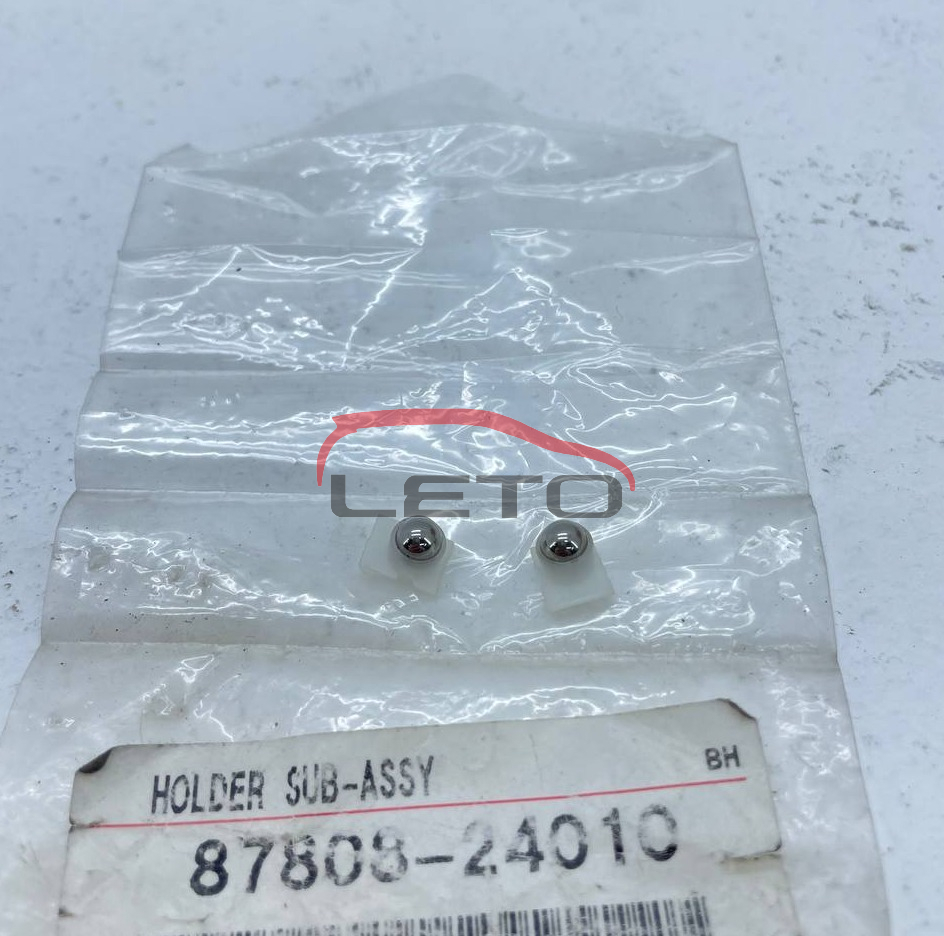 LETO
HOLDER SUB-ASSY BH
87808-24010